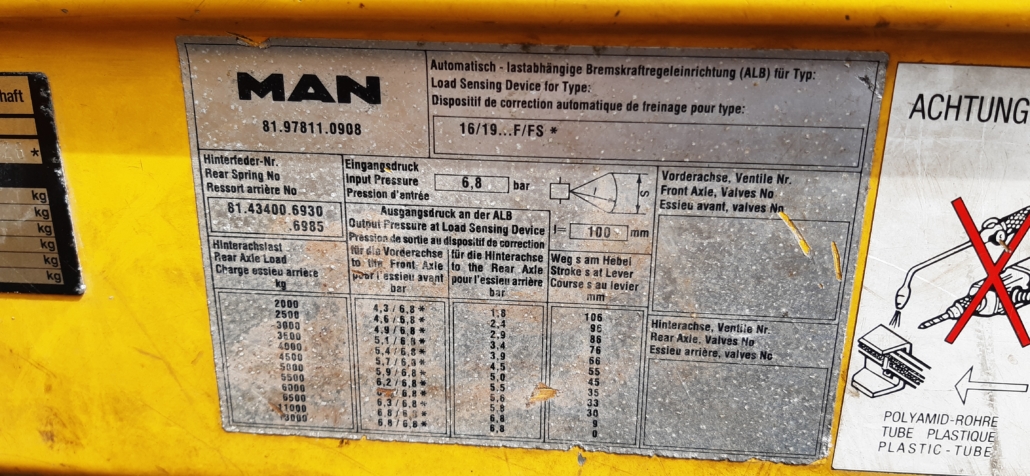 haft
*
kg
kg
kg
kg
kg
kg
MAN
81.97811.0908
Automatisch - lastabhängige Bremskraftregeleinrichtung (ALB) für Typ:
Load Sensing Device for Type:
Dispositif de correction automatique de freinage pour type:
16/19...F/FS *
Hinterfeder-Nr.
Rear Spring No
Ressort arrière No
81.43400.6930
.6985
Eingangsdruck
Input Pressure
Pression d'entrée
6,8 bar
S
l= 100 mm
Ausgangsdruck an der ALB
Output Pressure at Load Sensing Device
Pression de sortie au dispositif de correction
Hinterachslast
Rear Axle Load
Charge essieu arrière
kg
für die Vorderachse
to the Front Axle
pour l'essieu avant
bar
für die Hinterachse
to the Rear Axle
pour l'essieu arrière
bar
Weg s am Hebel
Stroke s at Lever
Course s au levier
mm
2000 4,3/6,8* 1,8 106
2500 4,6/6,8* 2,4 96
3000 4,9/6,8* 2,9 86
3500 5,1/6,8* 3,4 76
4000 5,4/6,8* 3,9 66
4500 5,7/6,8* 4,5 55
5000 5,9/6,8* 5,0 45
5500 6,2/6,8* 5,5 35
6000 5,6 33
6500 6,3/6,8* 5,8 30
11000 6,8/6,8* 6,8 9
13000 6,8/6,8* 6,8 0
Vorderachse, Ventile Nr.
Front Axle, Valves No
Essieu avant, valves No
Hinterachse, Ventile Nr.
Rear Axle, Valves No
Essieu arrière, valves No
ACHTUNG
POLYAMID-ROHRE
TUBE PLASTIQUE
PLASTIC-TUBE